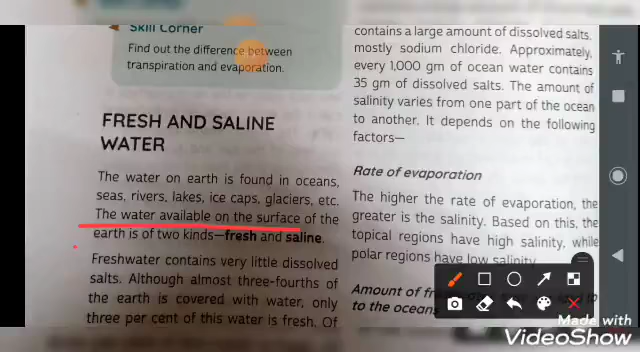 Skill Corner
Find out the difference between
transpiration and evaporation.
FRESH AND SALINE
WATER
The water on earth is found in oceans,
seas, rivers, lakes, ice caps, glaciers, etc.
The water available on the surface of the
earth is of two kinds—fresh and saline.
Freshwater contains very little dissolved
salts. Although almost three-fourths of
the earth is covered with water, only
three per cent of this water is fresh. Of
contains a large amount of dissolved salts,
mostly sodium chloride. Approximately,
every 1,000 gm of ocean water contains
35 gm of dissolved salts. The amount of
salinity varies from one part of the ocean
to another. It depends on the following
factors—
Rate of evaporation
The higher the rate of evaporation, the
greater is the salinity. Based on this, the
topical regions have high salinity, while
polar regions have low salinity.
Amount of
to the oceans
Made with
VideoShow